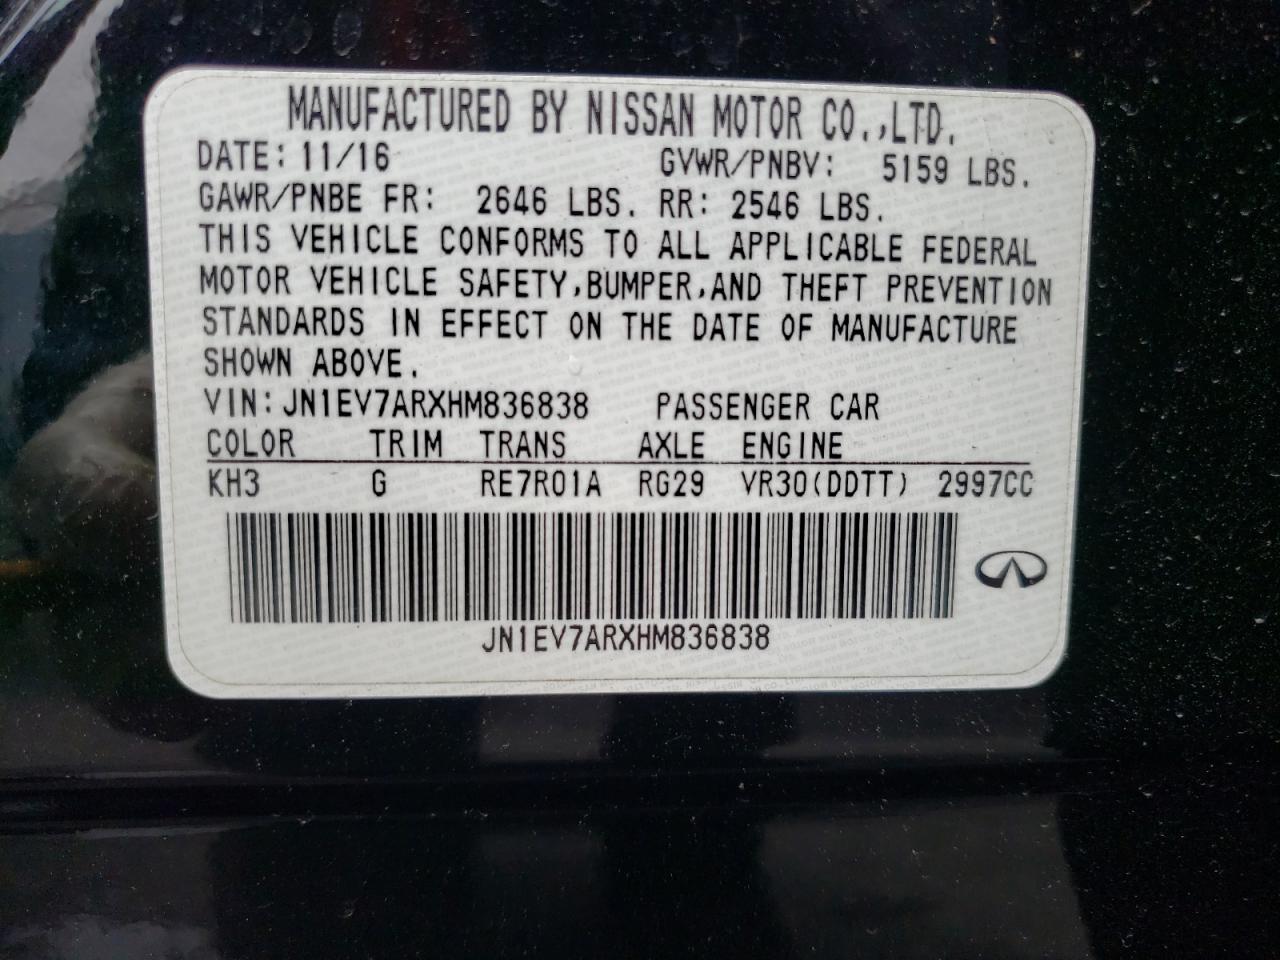 MANUFACTURED BY NISSAN MOTOR CO.,LTD.
DATE: 11/16 GVWR/PNBV: 5159 LBS.
GAWR/PNBE FR: 2646 LBS. RR: 2546 LBS.
THIS VEHICLE CONFORMS TO ALL APPLICABLE FEDERAL
MOTOR VEHICLE SAFETY,BUMPER,AND THEFT PREVENTION
STANDARDS IN EFFECT ON THE DATE OF MANUFACTURE
SHOWN ABOVE.
VIN: JN1EV7ARXHM836838 PASSENGER CAR
COLOR TRIM TRANS AXLE ENGINE
KH3 G RE7R01A RG29 VR30(DDTT) 2997CC
JN1EV7ARXHM836838